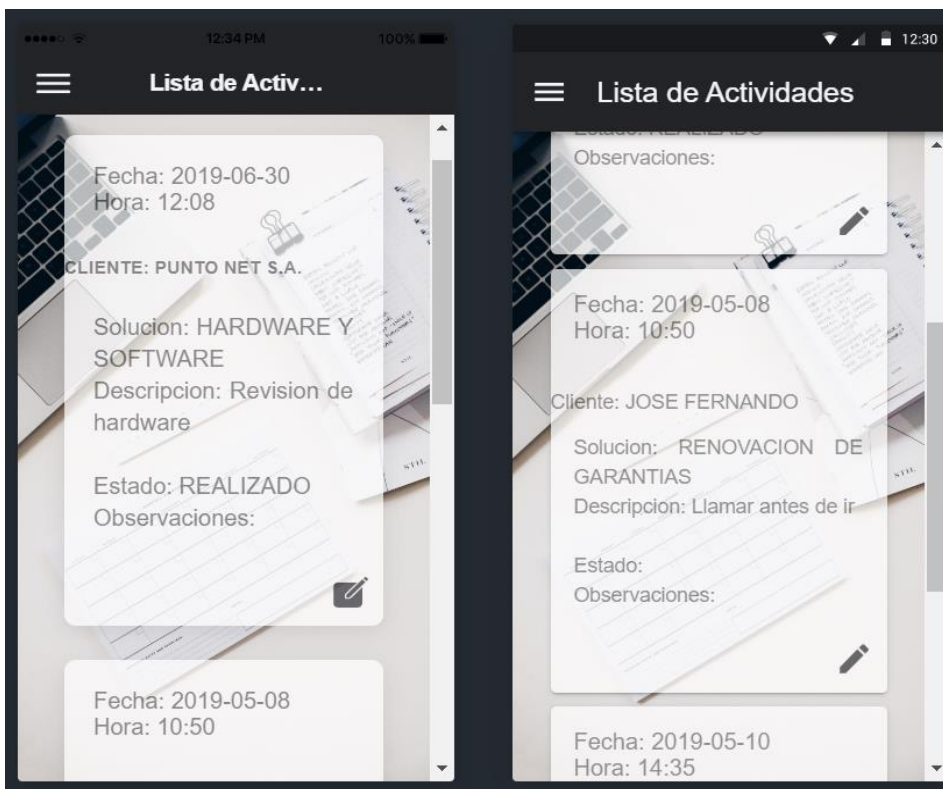 12:34 PM 100%
Lista de Activ...
Fecha: 2019-06-30
Hora: 12:08
CLIENTE: PUNTO NET S.A.
Solucion: HARDWARE Y
SOFTWARE
Descripcion: Revision de
hardware
Estado: REALIZADO
Observaciones:
Fecha: 2019-05-08
Hora: 10:50
12:30
Lista de Actividades
Estado: REALIZADO
Observaciones:
Fecha: 2019-05-08
Hora: 10:50
Cliente: JOSE FERNANDO
Solucion: RENOVACION DE
GARANTIAS
Descripcion: Llamar antes de ir
Estado:
Observaciones:
Fecha: 2019-05-10
Hora: 14:35